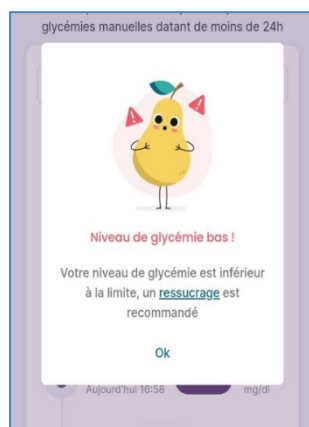 glycémies manuelles datant de moins de 24h
Niveau de glycémie bas !
Votre niveau de glycémie est inférieur
à la limite, un ressucrage est
recommandé
Ok
Aujourd'hui 16:58 mg/dl